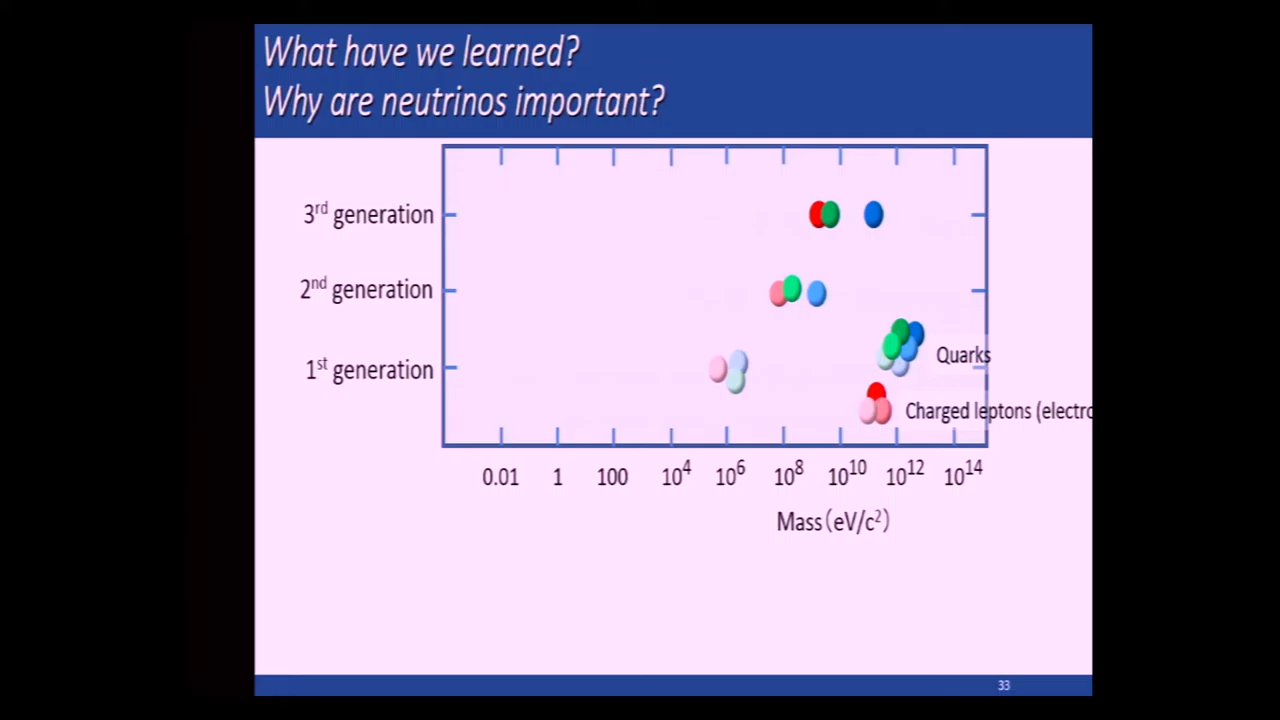 What have we learned?
Why are neutrinos important?
3rd generation
2nd generation
1st generation
Quarks
Charged leptons (electro
0.01 1 100 10⁴ 10⁶ 10⁸ 10¹⁰ 10¹² 10¹⁴
Mass(eV/c²)
33